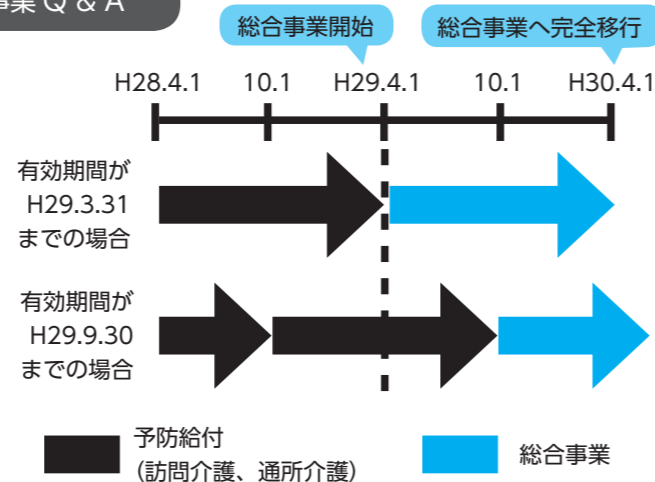 事業 Q & A
総合事業開始
総合事業へ完全移行
H28.4.1 10.1 H29.4.1 10.1 H30.4.1
有効期間が
H29.3.31
までの場合
有効期間が
H29.9.30
までの場合
予防給付
(訪問介護、通所介護)
総合事業